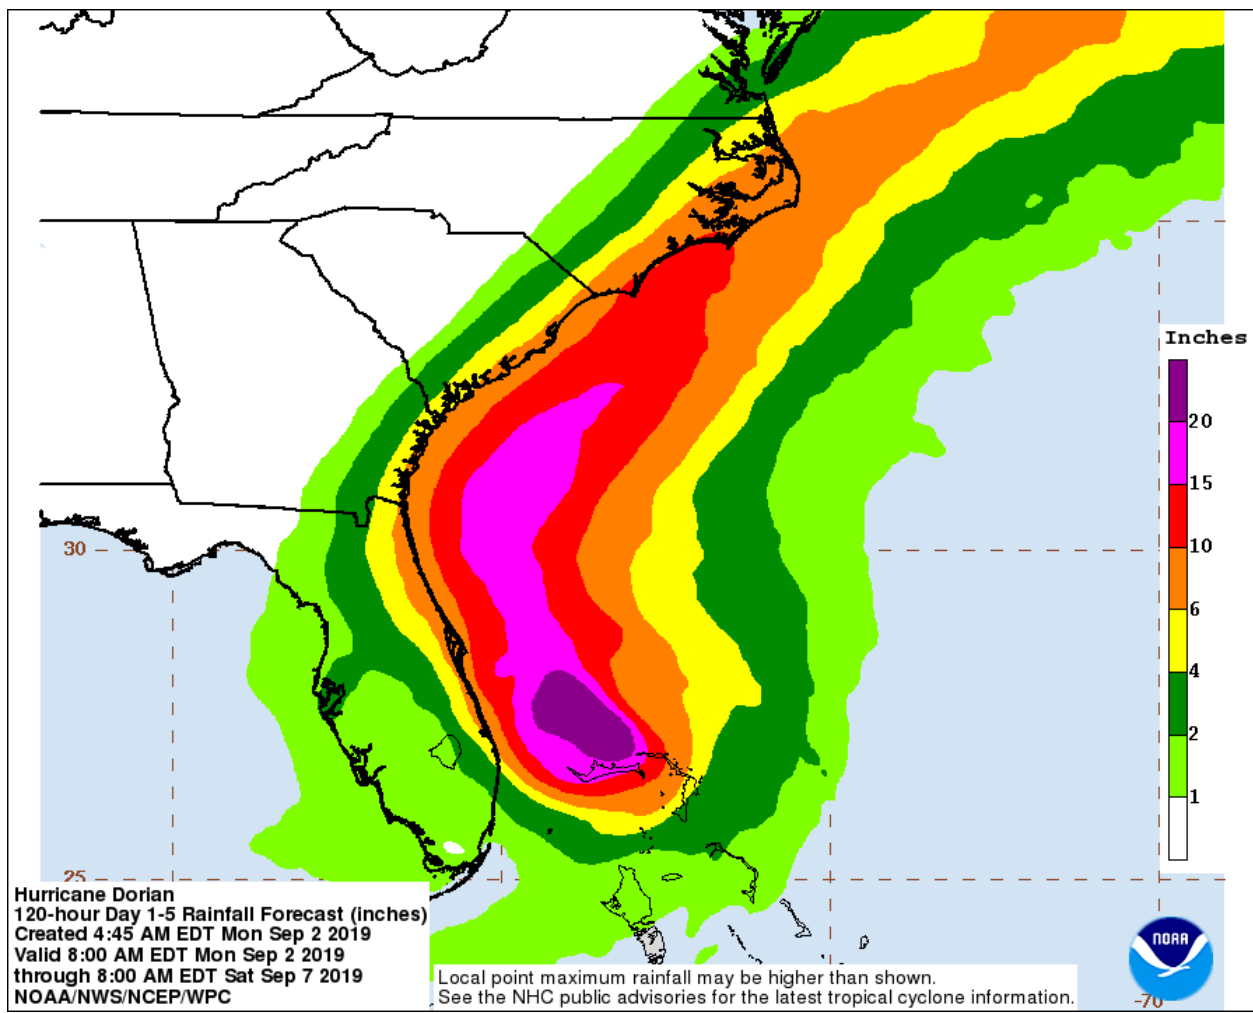 Inches
20
15
10
6
4
2
1
30
25
-70
Hurricane Dorian
120-hour Day 1-5 Rainfall Forecast (inches)
Created 4:45 AM EDT Mon Sep 2 2019
Valid 8:00 AM EDT Mon Sep 2 2019
through 8:00 AM EDT Sat Sep 7 2019
NOAA/NWS/NCEP/WPC
Local point maximum rainfall may be higher than shown.
See the NHC public advisories for the latest tropical cyclone information.
NOAA